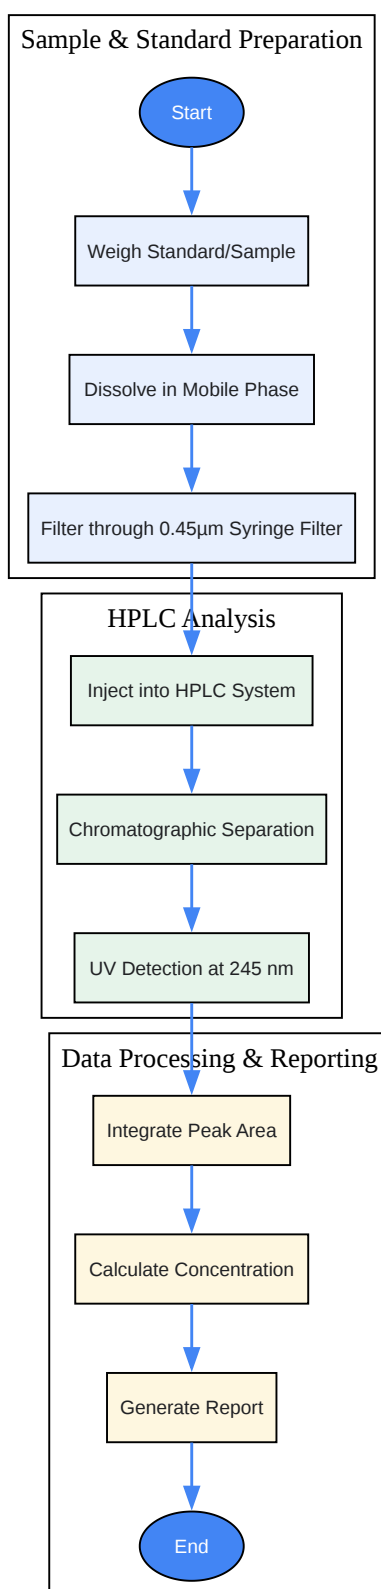 Sample & Standard Preparation
Start
Weigh Standard/Sample
Dissolve in Mobile Phase
Filter through 0.45µm Syringe Filter
HPLC Analysis
Inject into HPLC System
Chromatographic Separation
UV Detection at 245 nm
Data Processing & Reporting
Integrate Peak Area
Calculate Concentration
Generate Report
End